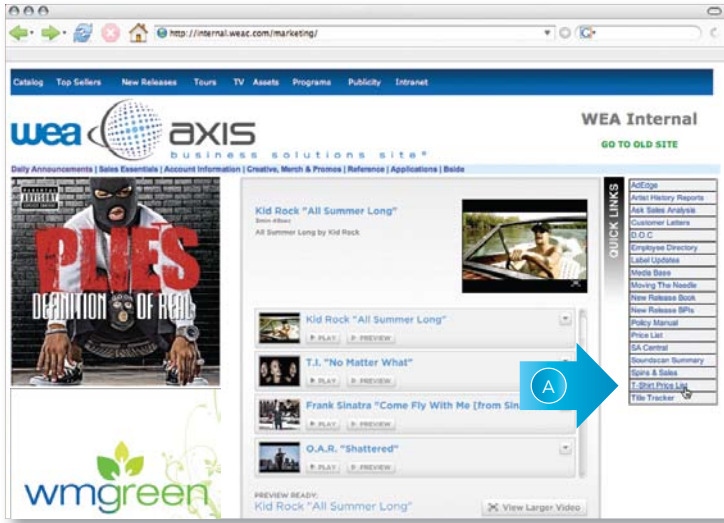 http://internal.weac.com/marketing/
Catalog Top Sellers New Releases Tours TV Assets Programs Publicity Intranet
wea axis
business solutions site
WEA Internal
GO TO OLD SITE
Daily Announcements | Sales Essentials | Account Information | Creative, Merch & Promos | Reference | Applications | Bside
PARENTAL
ADVISORY
PLIES
DEFINITION OF REAL
wmgreen
Kid Rock "All Summer Long"
All Summer Long by Kid Rock
Kid Rock "All Summer Long"
PLAY PREVIEW
T.I. "No Matter What"
PLAY PREVIEW
Frank Sinatra "Come Fly With Me [from Sin
PLAY PREVIEW
O.A.R. "Shattered"
PLAY PREVIEW
PREVIEW READY:
Kid Rock "All Summer Long"
View Larger Video
A
QUICK LINKS
AdEdge
Artist History Reports
Ask Sales Analysis
Customer Letters
D.O.C
Employee Directory
Label Updates
Media Base
Moving The Needle
New Release Book
New Release BPIs
Policy Manual
Price List
SA Central
Soundscan Summary
Spins & Sales
T-Shirt Price List
Title Tracker